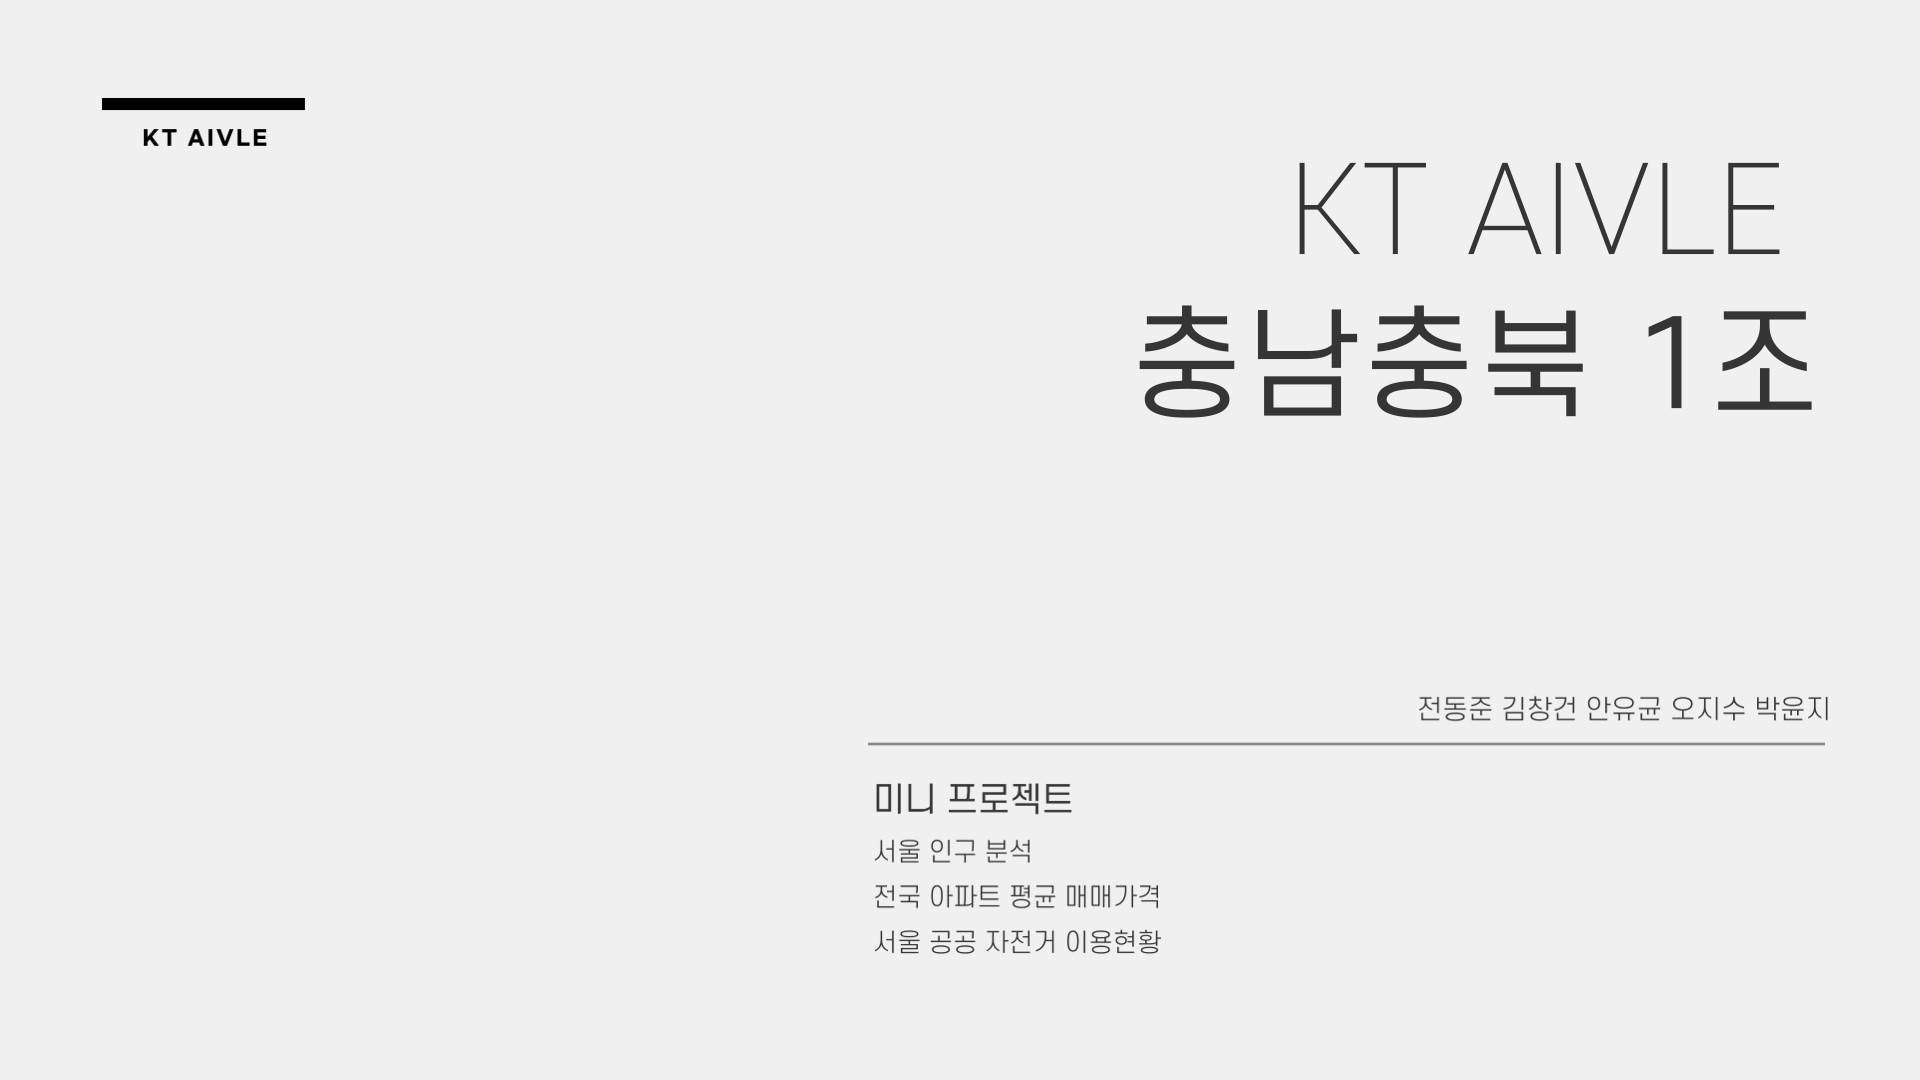 KT AIVLE
KT AIVLE
충남충북 1조
전동준 김창건 안유균 오지수 박윤지
미니 프로젝트
서울 인구 분석
전국 아파트 평균 매매가격
서울 공공 자전거 이용현황